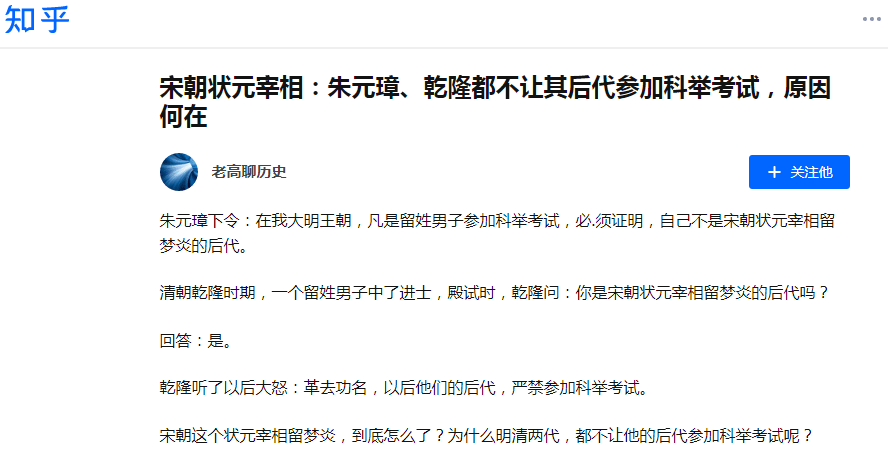 知乎
宋朝状元宰相：朱元璋、乾隆都不让其后代参加科举考试，原因
何在
老高聊历史
＋ 关注他
朱元璋下令：在我大明王朝，凡是留姓男子参加科举考试，必.须证明，自己不是宋朝状元宰相留
梦炎的后代。
清朝乾隆时期，一个留姓男子中了进士，殿试时，乾隆问：你是宋朝状元宰相留梦炎的后代吗？
回答：是。
乾隆听了以后大怒：革去功名，以后他们的后代，严禁参加科举考试。
宋朝这个状元宰相留梦炎，到底怎么了？为什么明清两代，都不让他的后代参加科举考试呢？